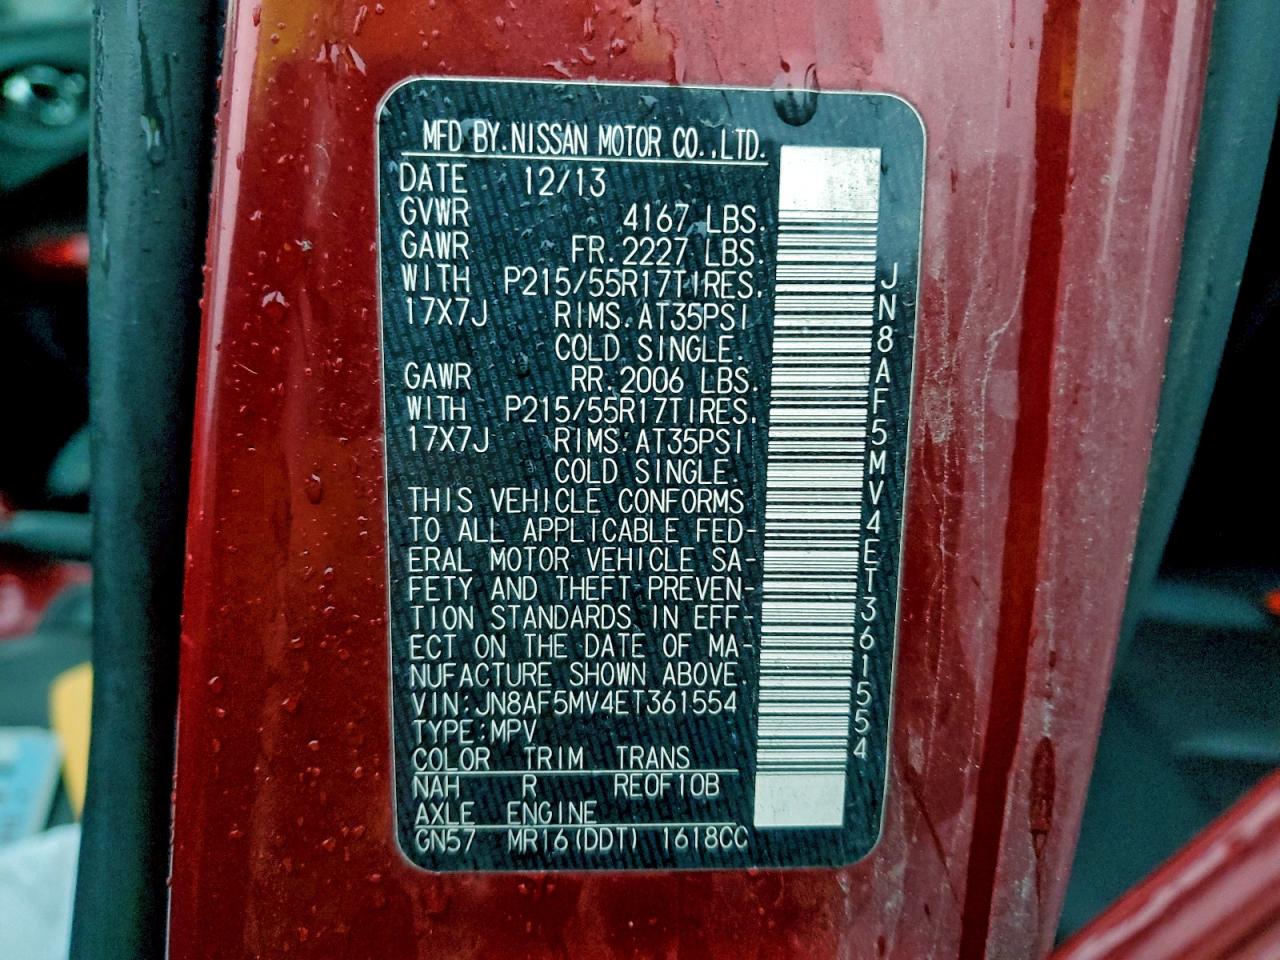 MFD BY.NISSAN MOTOR CO.,LTD.
DATE 12/13
GVWR 4167 LBS.
GAWR FR.2227 LBS.
WITH P215/55R17TIRES.
17X7J RIMS.AT35PSI
COLD SINGLE.
GAWR RR.2006 LBS.
WITH P215/55R17TIRES.
17X7J RIMS.AT35PSI
COLD SINGLE.
THIS VEHICLE CONFORMS
TO ALL APPLICABLE FED-
ERAL MOTOR VEHICLE SA-
FETY AND THEFT PREVEN-
TION STANDARDS IN EFF-
ECT ON THE DATE OF MA-
NUFACTURE SHOWN ABOVE.
VIN:JN8AF5MV4ET361554
TYPE:MPV
COLOR TRIM TRANS
NAH R RE0F10B
AXLE ENGINE
GN57 MR16(DDT) 1618CC
JN8AF5MV4ET361554